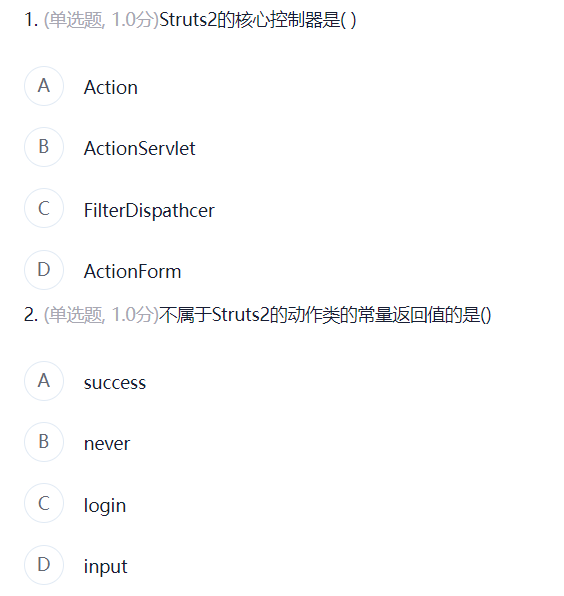 1. (单选题, 1.0分)Struts2的核心控制器是( )
A Action
B ActionServlet
C FilterDispathcer
D ActionForm
2. (单选题, 1.0分)不属于Struts2的动作类的常量返回值的是()
A success
B never
C login
D input